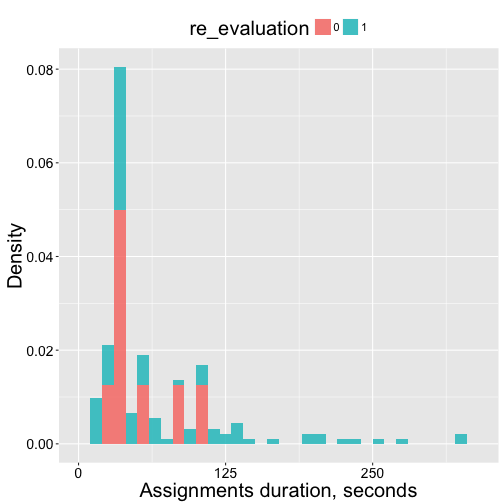 re_evaluation 0 1
0.08
0.06
0.04
0.02
0.00
Density
0 125 250
Assignments duration, seconds